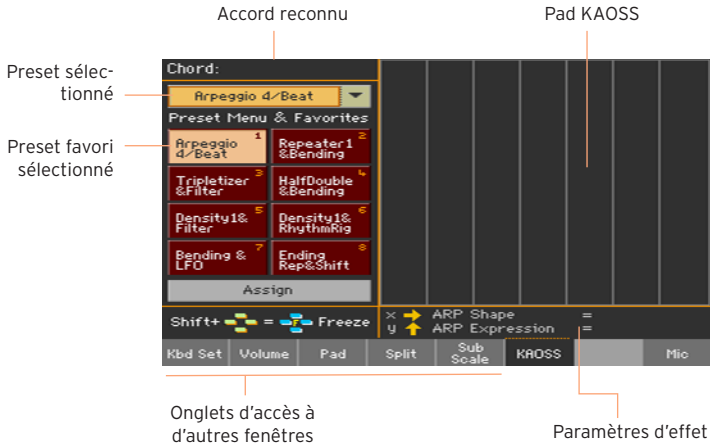 Accord reconnu
Pad KAOSS
Preset sélec-
tionné
Preset favori
sélectionné
Chord:
Arpeggio 4/Beat
Preset Menu & Favorites
Arpeggio 4/Beat 1
Repeater1 &Bending 2
Tripletizer &Filter 3
HalfDouble &Bending 4
Density1& Filter 5
Density1& RhythmRig 6
Bending & LFO 7
Ending Rep&Shift 8
Assign
Shift+ = Freeze
x ARP Shape =
y ARP Expression =
Kbd Set Volume Pad Split Sub Scale KAOSS Mic
Onglets d'accès à
d'autres fenêtres
Paramètres d'effet